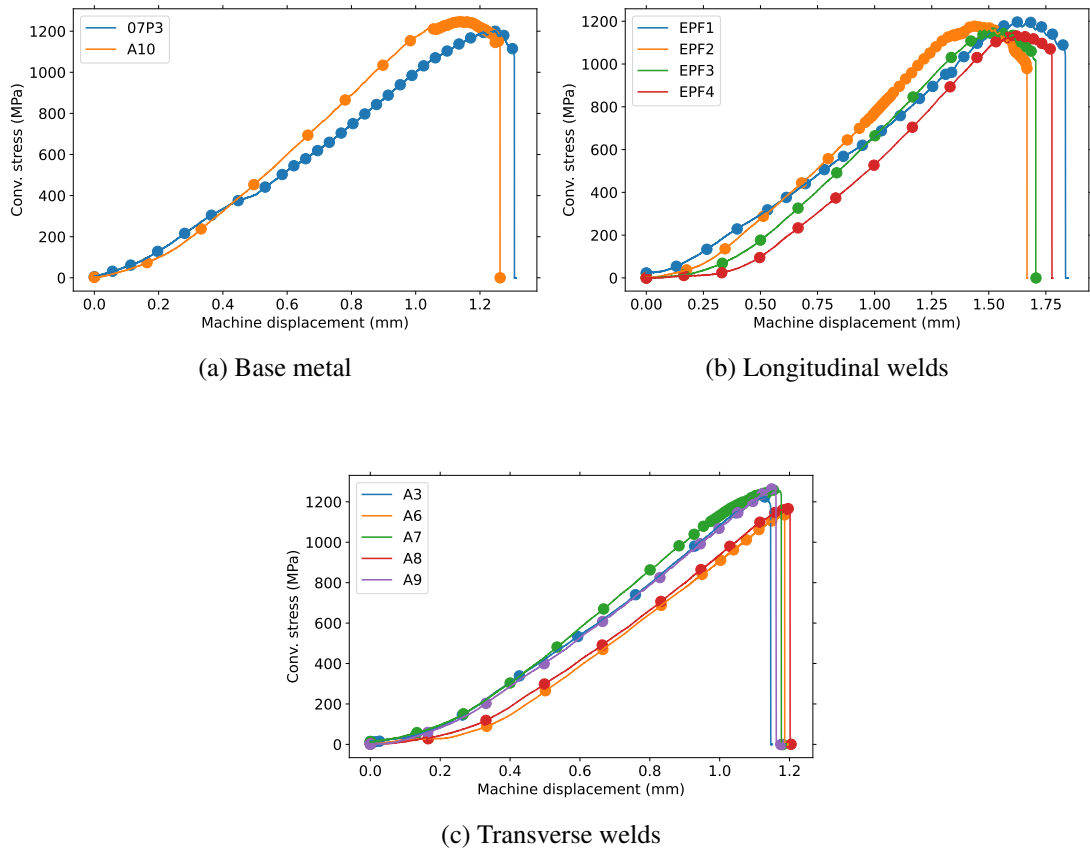 1200
1000
800
600
400
200
0
Conv. stress (MPa)
07P3
A10
0.0 0.2 0.4 0.6 0.8 1.0 1.2
Machine displacement (mm)
(a) Base metal
1200
1000
800
600
400
200
0
Conv. stress (MPa)
EPF1
EPF2
EPF3
EPF4
0.00 0.25 0.50 0.75 1.00 1.25 1.50 1.75
Machine displacement (mm)
(b) Longitudinal welds
1200
1000
800
600
400
200
0
Conv. stress (MPa)
A3
A6
A7
A8
A9
0.0 0.2 0.4 0.6 0.8 1.0 1.2
Machine displacement (mm)
(c) Transverse welds